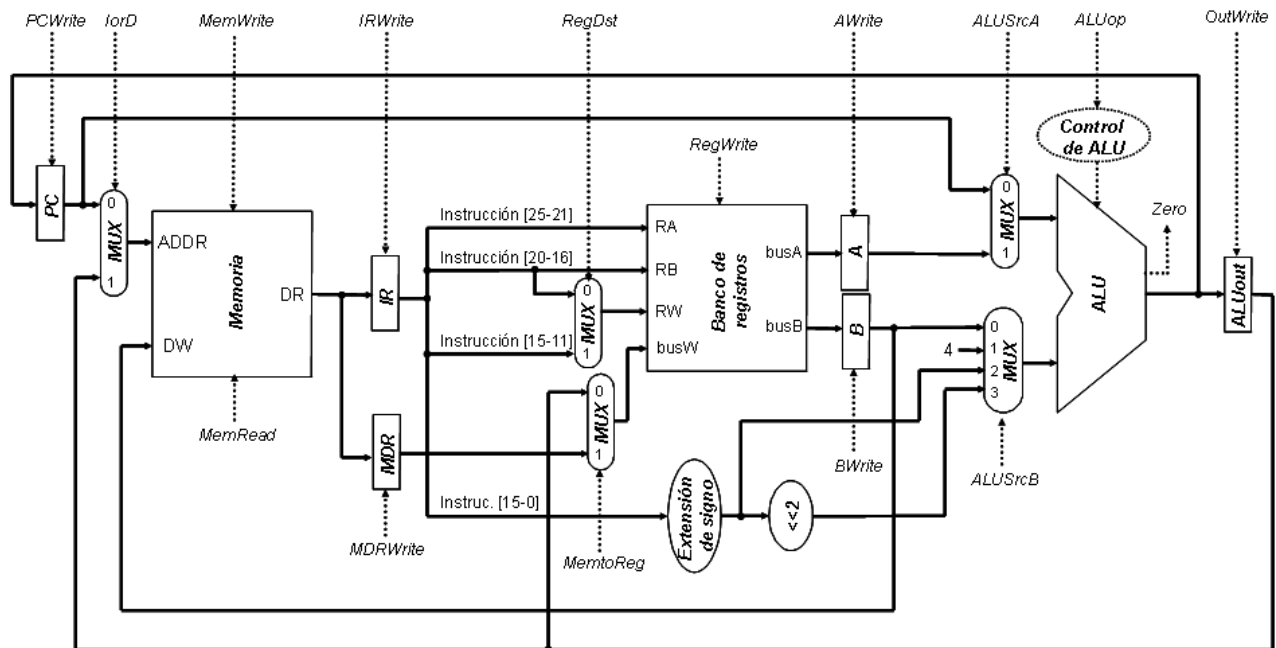 PCWrite
IorD
MemWrite
IRWrite
RegDst
AWrite
ALUSrcA
ALUop
OutWrite
Control
de ALU
RegWrite
PC
0
MUX
1
ADDR
Memoria
DR
DW
MemRead
IR
MDR
MDRWrite
Instrucción [25-21]
Instrucción [20-16]
Instrucción [15-11]
Instruc. [15-0]
0
MUX
1
0
MUX
1
MemtoReg
RA
RB
RW
busW
Banco de
registros
busA
busB
A
B
BWrite
Extensión
de signo
<<2
0
MUX
1
4
0
1
2
3
MUX
ALUSrcB
ALU
Zero
ALUout